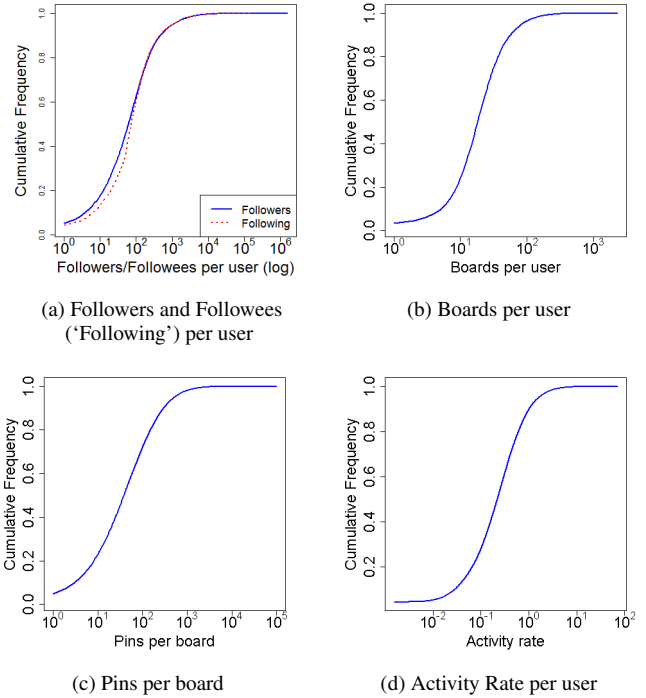 Cumulative Frequency
0.0 0.2 0.4 0.6 0.8 1.0
Followers
Following
10^0 10^1 10^2 10^3 10^4 10^5 10^6
Followers/Followees per user (log)
(a) Followers and Followees
(‘Following’) per user
Cumulative Frequency
0.0 0.2 0.4 0.6 0.8 1.0
10^0 10^1 10^2 10^3
Boards per user
(b) Boards per user
Cumulative Frequency
0.0 0.2 0.4 0.6 0.8 1.0
10^0 10^1 10^2 10^3 10^4 10^5
Pins per board
(c) Pins per board
Cumulative Frequency
0.2 0.4 0.6 0.8 1.0
10^-2 10^-1 10^0 10^1 10^2
Activity rate
(d) Activity Rate per user